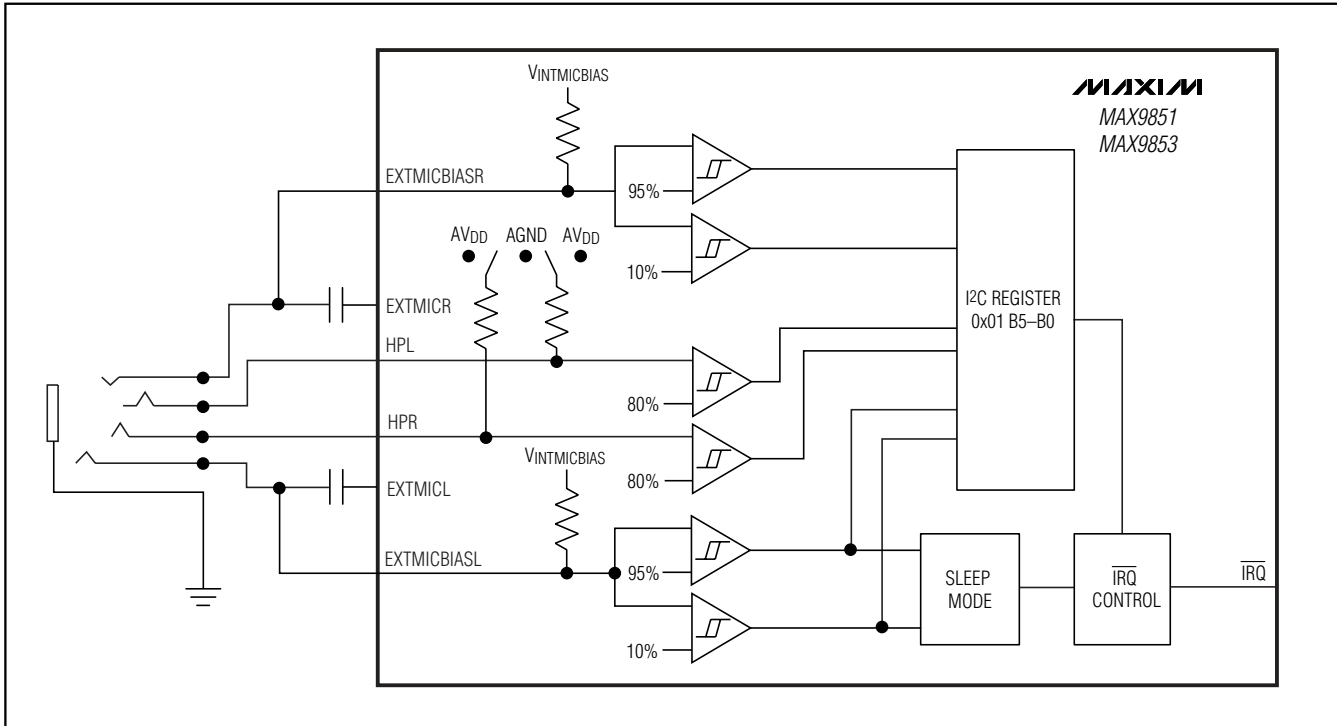 VINTMICBIAS
MAXIM
MAX9851
MAX9853
EXTMICBIASR
95%
AVDD AGND AVDD
10%
I2C REGISTER
0x01 B5–B0
EXTMICR
HPL
80%
HPR
VINTMICBIAS
80%
EXTMICL
EXTMICBIASL
95%
SLEEP
MODE
IRQ
CONTROL
IRQ
10%